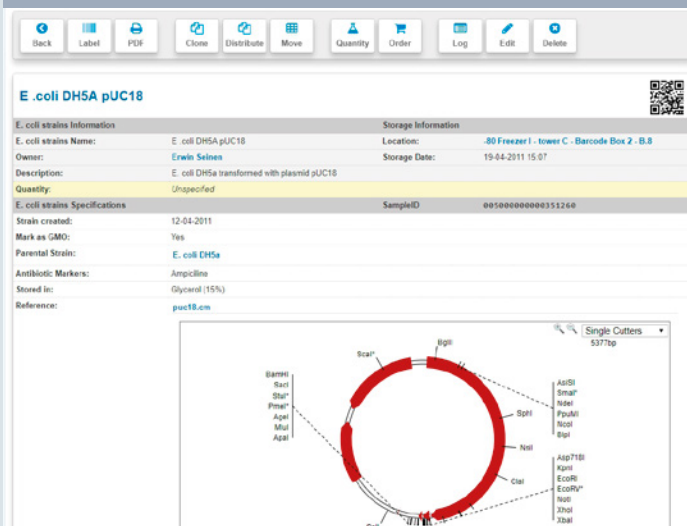 Back Label PDF Clone Distribute Move Quantity Order Log Edit Delete
E .coli DH5A pUC18
E. coli strains Information Storage Information
E. coli strains Name: E .coli DH5A pUC18 Location: -80 Freezer I - tower C - Barcode Box 2 - B.8
Owner: Erwin Seinen Storage Date: 19-04-2011 15:07
Description: E. coli DH5a transformed with plasmid pUC18
Quantity: Unspecified
E. coli strains Specifications SampleID 005000000000351260
Strain created: 12-04-2011
Mark as GMO: Yes
Parental Strain: E. coli DH5a
Antibiotic Markers: Ampiciline
Stored in: Glycerol (15%)
Reference: puc18.cm
Single Cutters
5377bp
BglII
ScaI*
BamHI
SacI
StuI*
PmeI*
AgeI
MluI
ApaI
AsiSI
SmaI*
NdeI
PpuMI
NcoI
BlpI
SphI
NsiI
ClaI
Asp718I
KpnI
EcoRI
EcoRV*
NotI
XhoI
XbaI